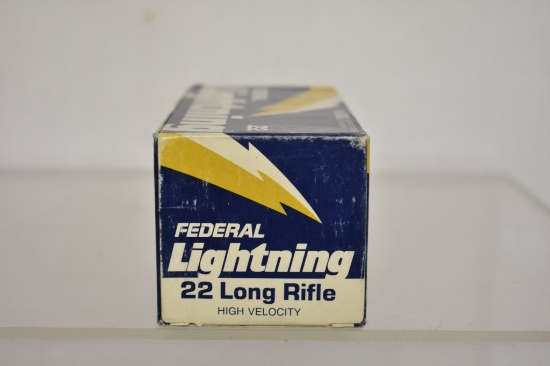 FEDERAL
Lightning
22 Long Rifle
HIGH VELOCITY